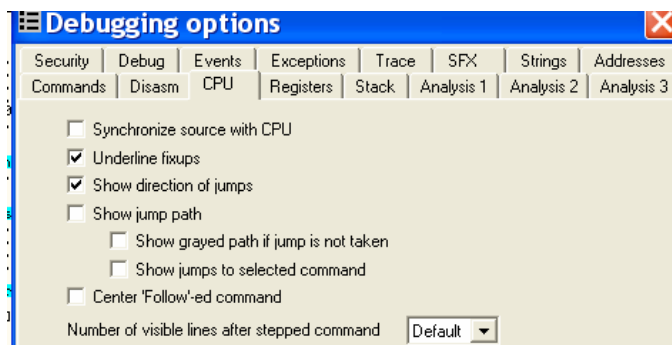 Debugging options
Security Debug Events Exceptions Trace SFX Strings Addresses
Commands Disasm CPU Registers Stack Analysis 1 Analysis 2 Analysis 3
Synchronize source with CPU
Underline fixups
Show direction of jumps
Show jump path
Show grayed path if jump is not taken
Show jumps to selected command
Center 'Follow'-ed command
Number of visible lines after stepped command Default